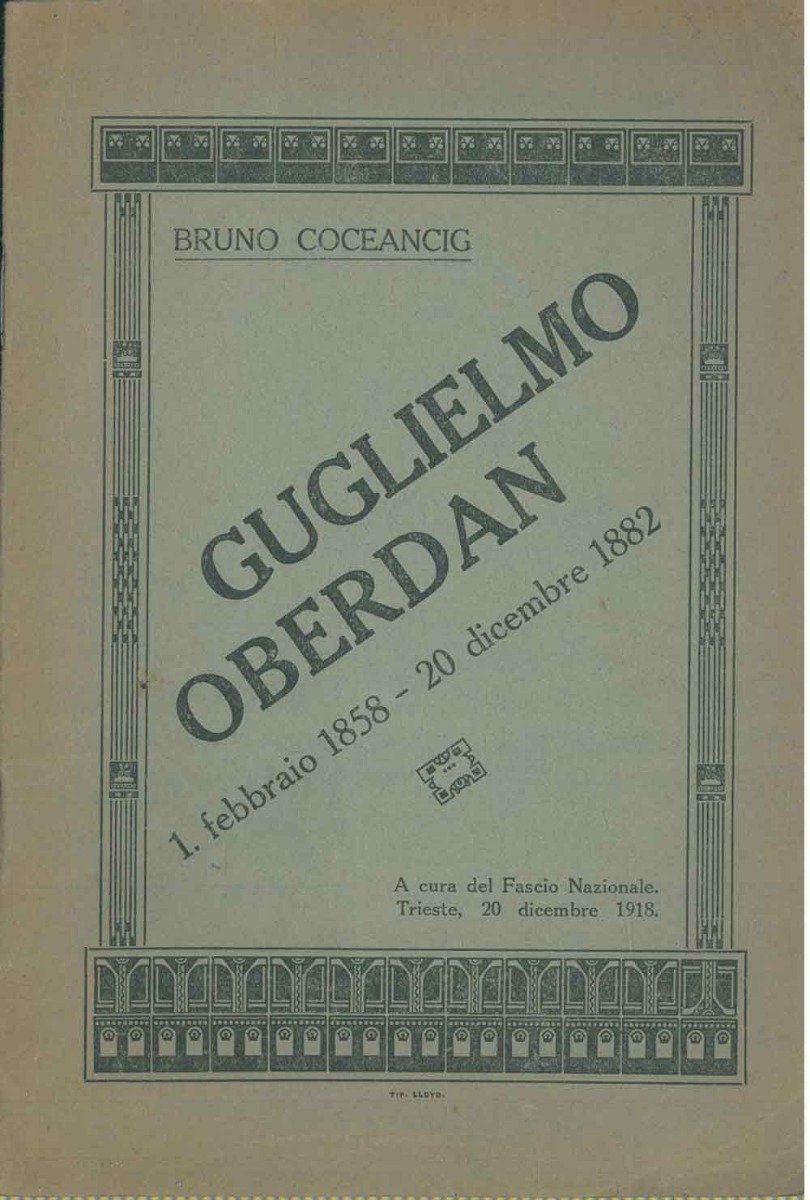 BRUNO COCEANCIG
GUGLIELMO
OBERDAN
1. febbraio 1858 – 20 dicembre 1882
A cura del Fascio Nazionale.
Trieste, 20 dicembre 1918.
TIP. LLOYD.